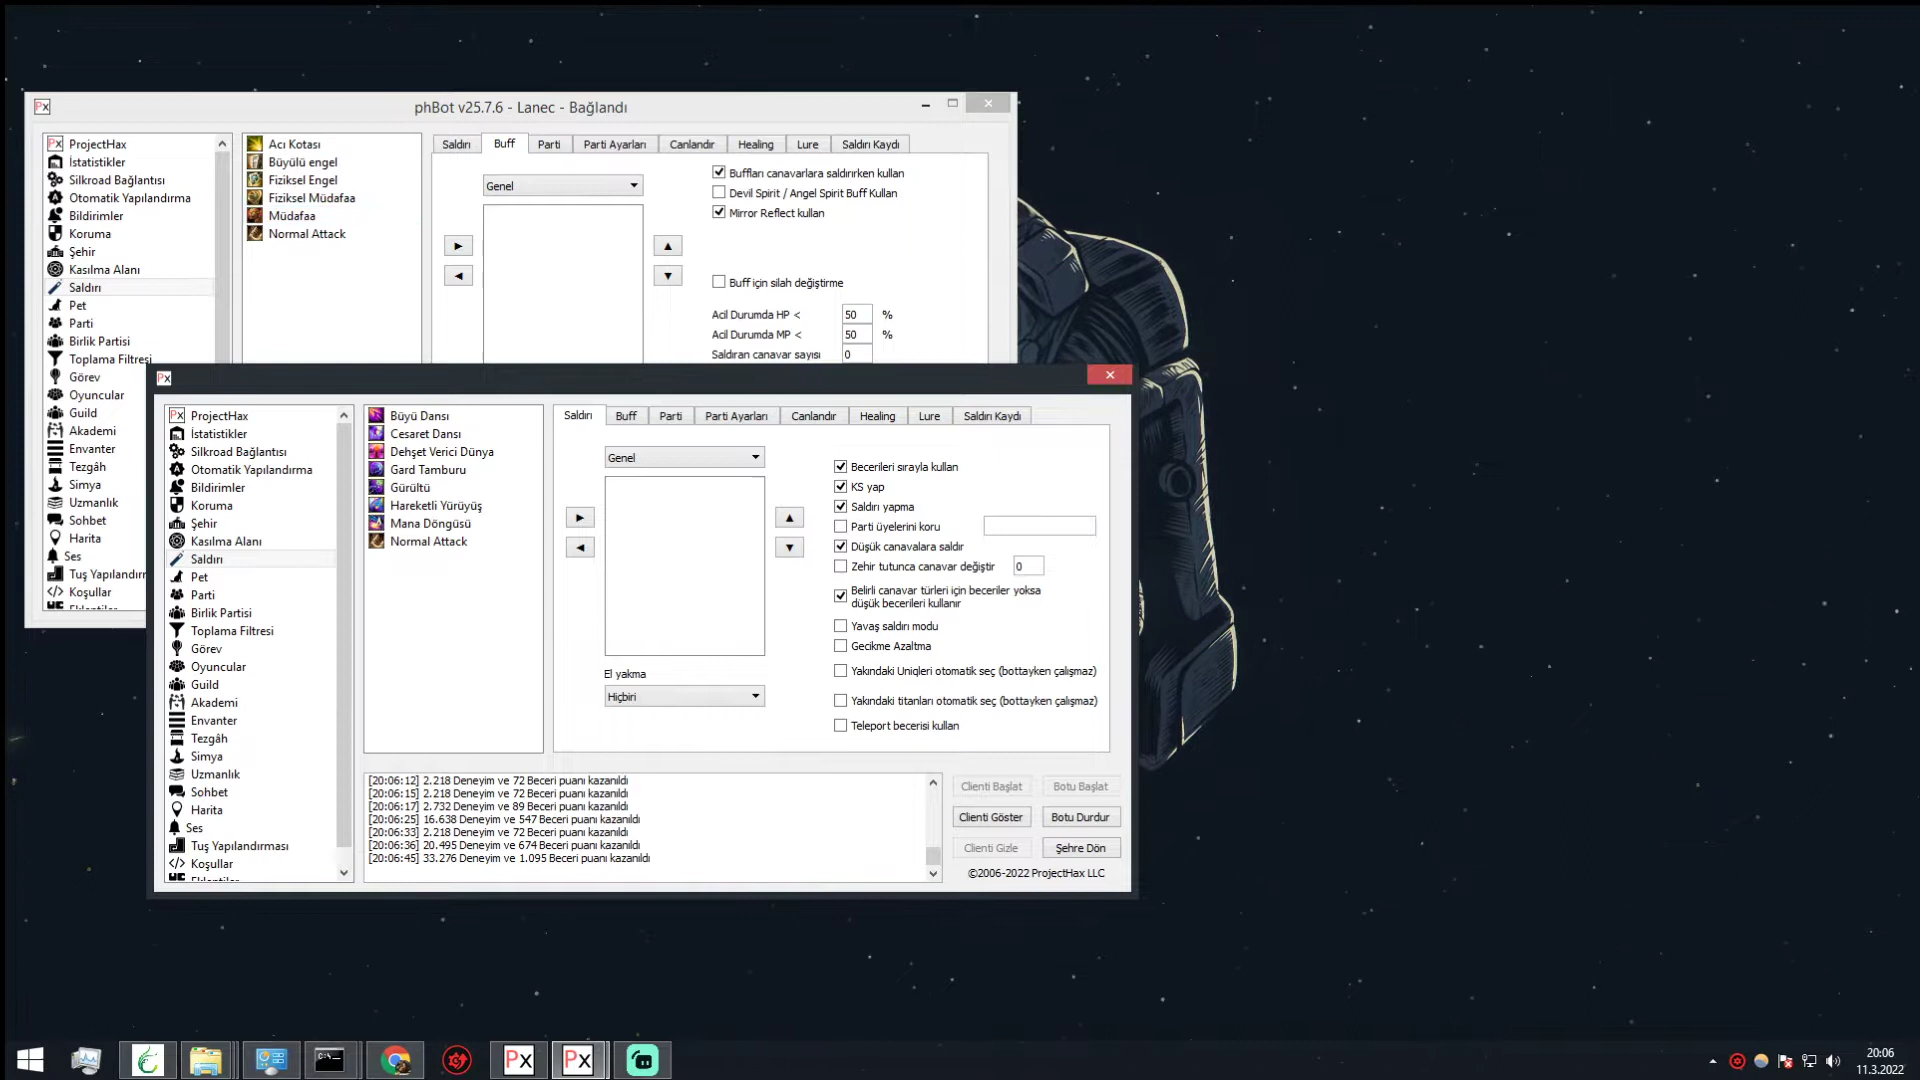 Px
phBot v25.7.6 - Lanec - Bağlandı
Px ProjectHax
İstatistikler
Silkroad Bağlantısı
Otomatik Yapılandırma
Bildirimler
Koruma
Şehir
Kasılma Alanı
Saldırı
Pet
Parti
Birlik Partisi
Toplama Filtresi
Görev
Oyuncular
Guild
Akademi
Envanter
Tezgâh
Simya
Uzmanlık
Sohbet
Harita
Ses
Tuş Yapılandırr
Koşullar
Acı Kotası
Büyülü engel
Fiziksel Engel
Fiziksel Müdafaa
Müdafaa
Normal Attack
Saldırı Buff Parti Parti Ayarları Canlandır Healing Lure Saldırı Kaydı
Genel
Buffları canavarlara saldırırken kullan
Devil Spirit / Angel Spirit Buff Kullan
Mirror Reflect kullan
Buff için silah değiştirme
Acil Durumda HP < 50 %
Acil Durumda MP < 50 %
Saldıran canavar sayısı 0
Px
Px ProjectHax
İstatistikler
Silkroad Bağlantısı
Otomatik Yapılandırma
Bildirimler
Koruma
Şehir
Kasılma Alanı
Saldırı
Pet
Parti
Birlik Partisi
Toplama Filtresi
Görev
Oyuncular
Guild
Akademi
Envanter
Tezgâh
Simya
Uzmanlık
Sohbet
Harita
Ses
Tuş Yapılandırması
Koşullar
Büyü Dansı
Cesaret Dansı
Dehşet Verici Dünya
Gard Tamburu
Gürültü
Hareketli Yürüyüş
Mana Döngüsü
Normal Attack
Saldırı Buff Parti Parti Ayarları Canlandır Healing Lure Saldırı Kaydı
Genel
El yakma
Hiçbiri
Becerileri sırayla kullan
KS yap
Saldırı yapma
Parti üyelerini koru
Düşük canavalara saldır
Zehir tutunca canavar değiştir 0
Belirli canavar türleri için beceriler yoksa
düşük becerileri kullanır
Yavaş saldırı modu
Gecikme Azaltma
Yakındaki Uniqleri otomatik seç (bottayken çalışmaz)
Yakındaki titanları otomatik seç (bottayken çalışmaz)
Teleport becerisi kullan
[20:06:12] 2.218 Deneyim ve 72 Beceri puanı kazanıldı
[20:06:15] 2.218 Deneyim ve 72 Beceri puanı kazanıldı
[20:06:17] 2.732 Deneyim ve 89 Beceri puanı kazanıldı
[20:06:25] 16.638 Deneyim ve 547 Beceri puanı kazanıldı
[20:06:33] 2.218 Deneyim ve 72 Beceri puanı kazanıldı
[20:06:36] 20.495 Deneyim ve 674 Beceri puanı kazanıldı
[20:06:45] 33.276 Deneyim ve 1.095 Beceri puanı kazanıldı
Clienti Başlat Botu Başlat
Clienti Göster Botu Durdur
Clienti Gizle Şehre Dön
©2006-2022 ProjectHax LLC
Px Px
20:06
11.3.2022